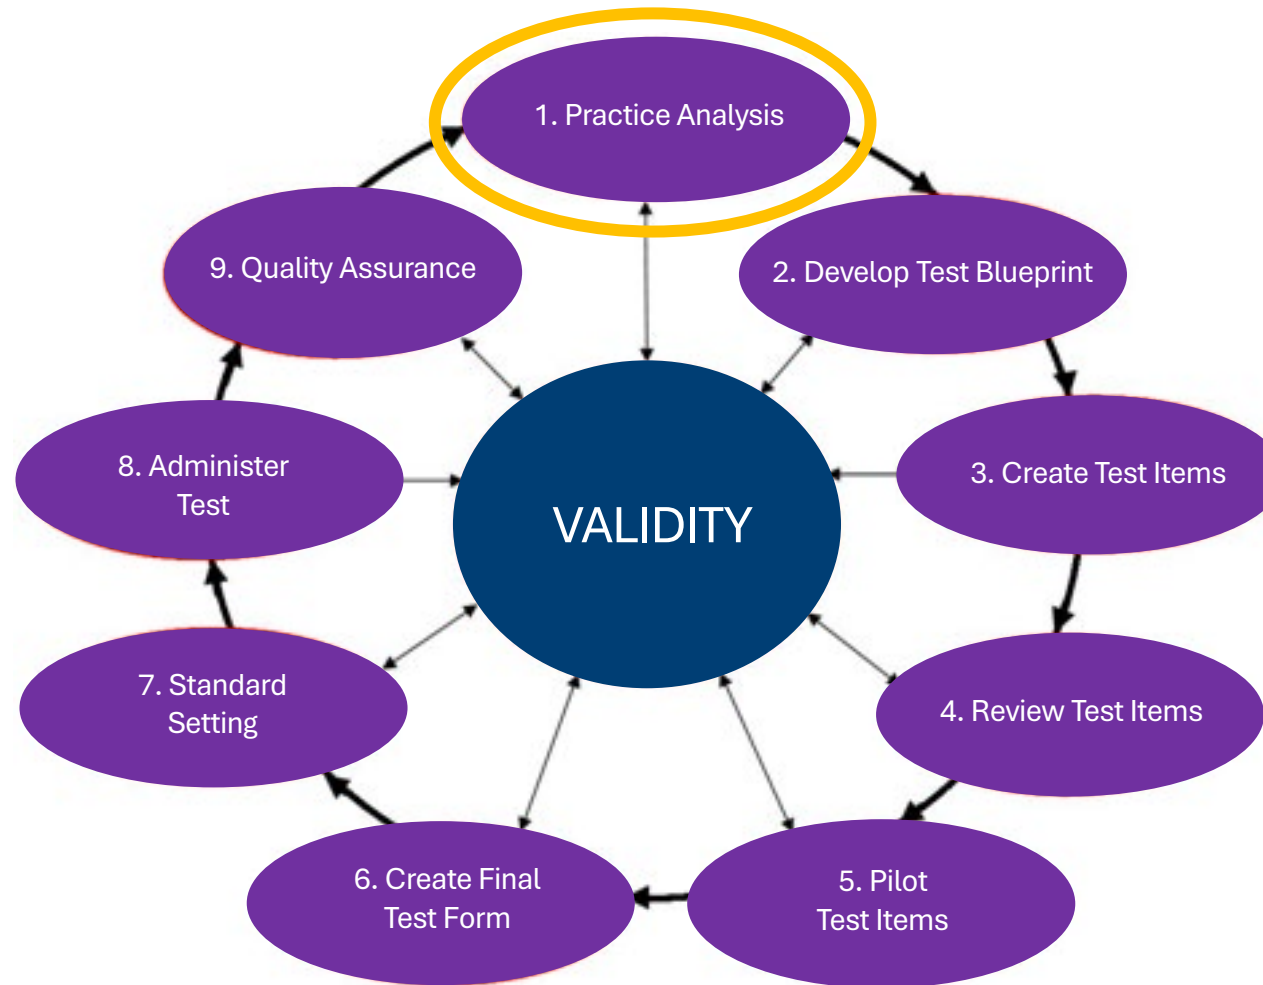 1. Practice Analysis
2. Develop Test Blueprint
3. Create Test Items
4. Review Test Items
5. Pilot
Test Items
6. Create Final
Test Form
7. Standard
Setting
8. Administer
Test
9. Quality Assurance
VALIDITY